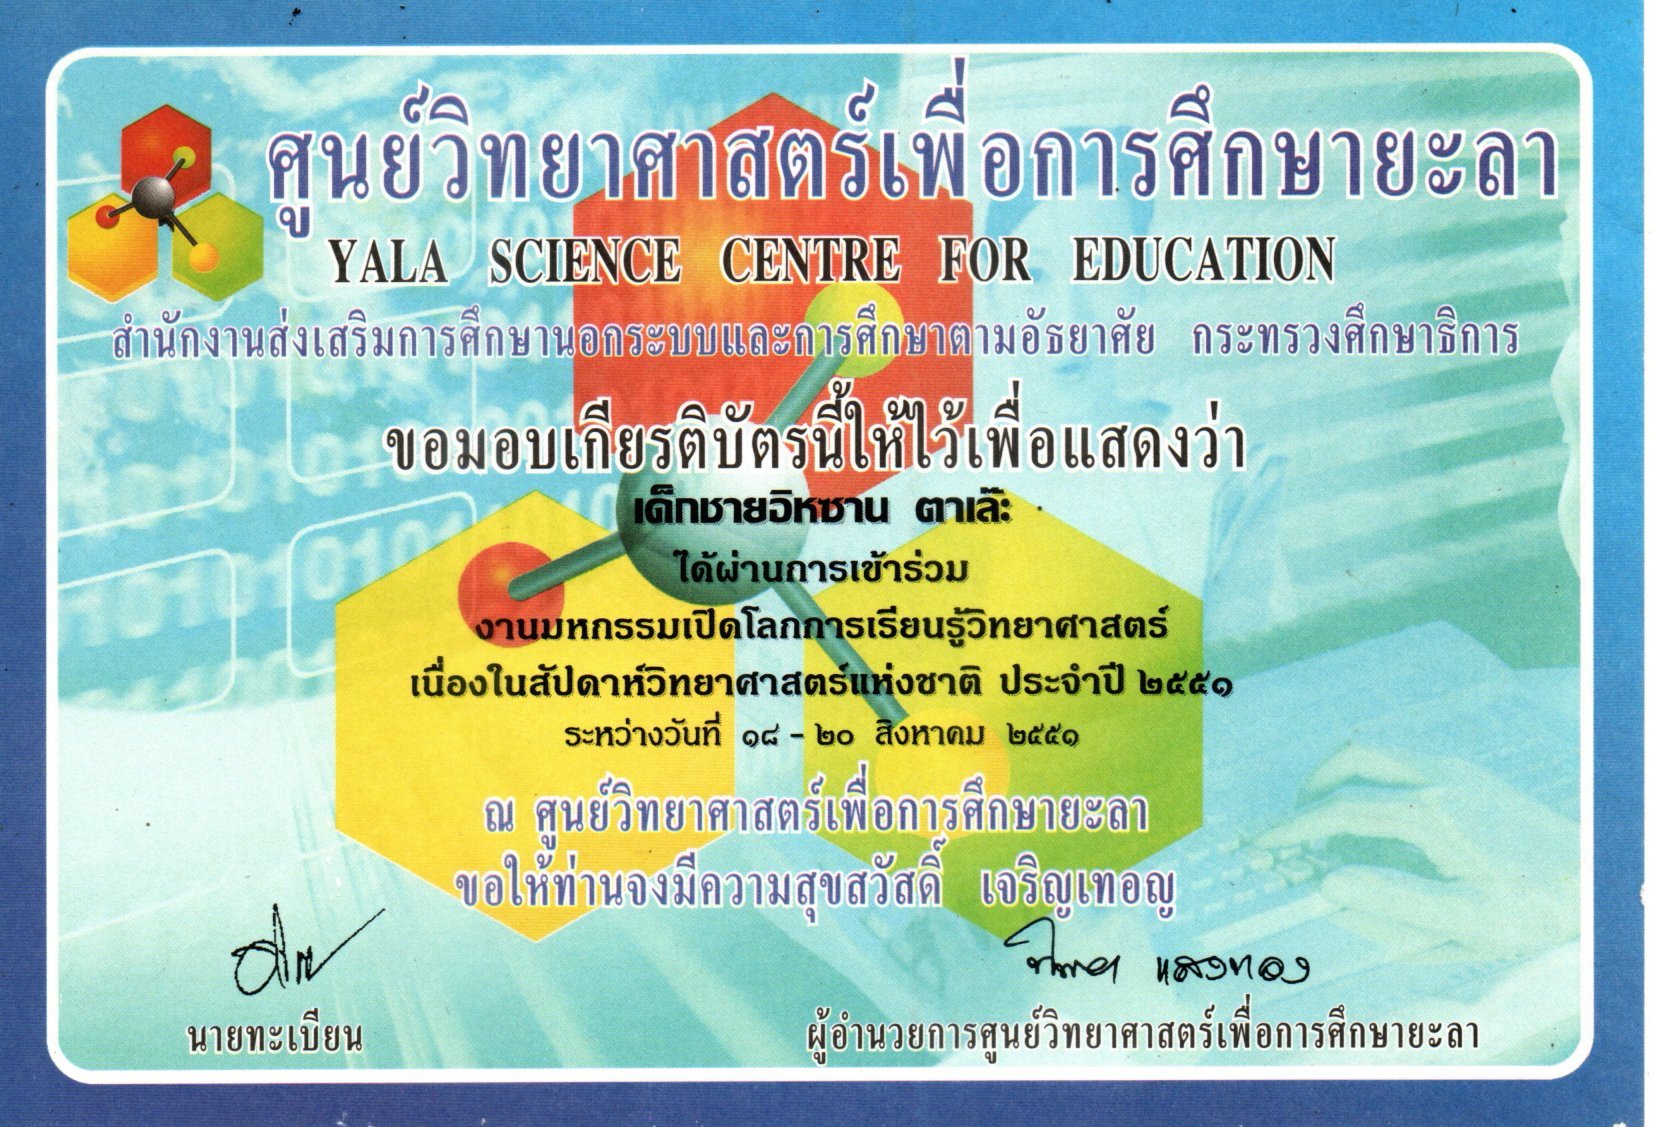 ศูนย์วิทยาศาสตร์เพื่อการศึกษายะลา
YALA SCIENCE CENTRE FOR EDUCATION
สำนักงานส่งเสริมการศึกษานอกระบบและการศึกษาตามอัธยาศัย กระทรวงศึกษาธิการ
ขอมอบเกียรติบัตรนี้ให้ไว้เพื่อแสดงว่า
เด็กชายอิหซาน ตาเล๊ะ
ได้ผ่านการเข้าร่วม
งานมหกรรมเปิดโลกการเรียนรู้วิทยาศาสตร์
เนื่องในสัปดาห์วิทยาศาสตร์แห่งชาติ ประจำปี ๒๕๕๑
ระหว่างวันที่ ๑๘ - ๒๐ สิงหาคม ๒๕๕๑
ณ ศูนย์วิทยาศาสตร์เพื่อการศึกษายะลา
ขอให้ท่านจงมีความสุขสวัสดิ์ เจริญเทอญ
แสงทอง
นายทะเบียน
ผู้อำนวยการศูนย์วิทยาศาสตร์เพื่อการศึกษายะลา